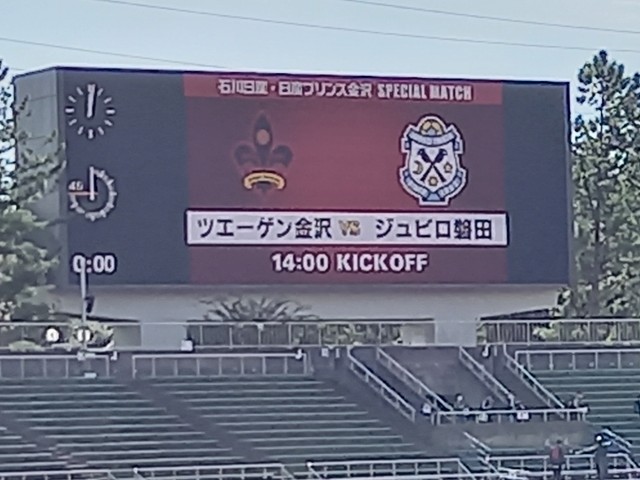 石川日産・日産プリンス金沢 SPECIAL MATCH
45
ツエーゲン金沢 VS ジュビロ磐田
0:00
14:00 KICKOFF